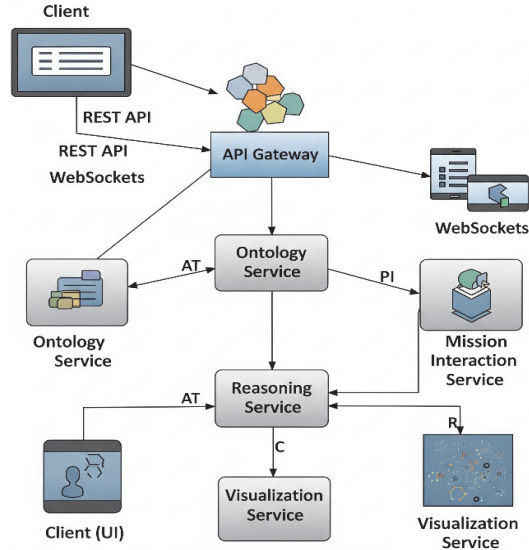 Client
REST API
REST API
WebSockets
API Gateway
WebSockets
Ontology
Service
AT
PI
Ontology
Service
Mission
Interaction
Service
Reasoning
Service
AT
R
C
Client (UI)
Visualization
Service
Visualization
Service